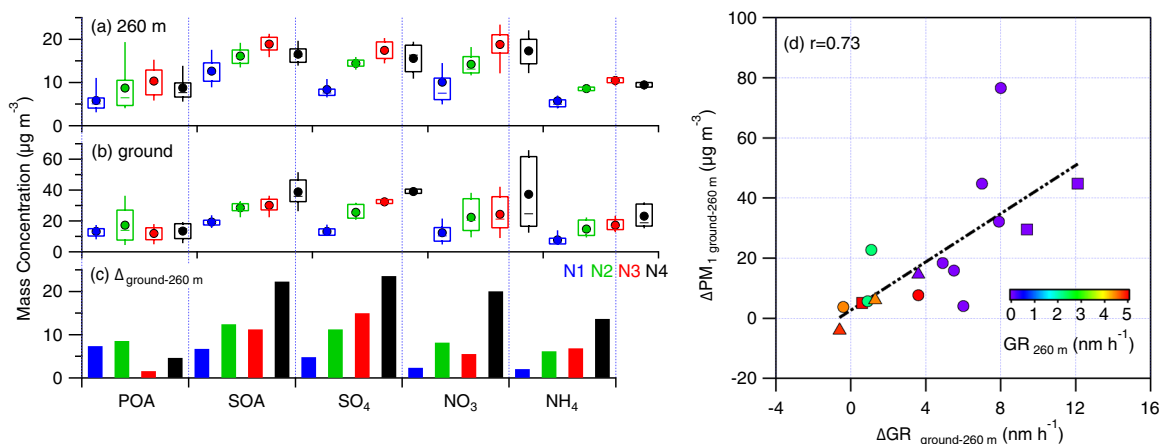 (a) 260 m
20
10
0
(b) ground
60
40
20
0
Mass Concentration (µg m⁻³)
(c) Δground-260 m
N1 N2 N3 N4
20
10
0
POA SOA SO₄ NO₃ NH₄
(d) r=0.73
100
80
60
40
20
0
-20
ΔPM₁ ground-260 m (µg m⁻³)
0 1 2 3 4 5
GR 260 m (nm h⁻¹)
-4 0 4 8 12 16
ΔGR ground-260 m (nm h⁻¹)